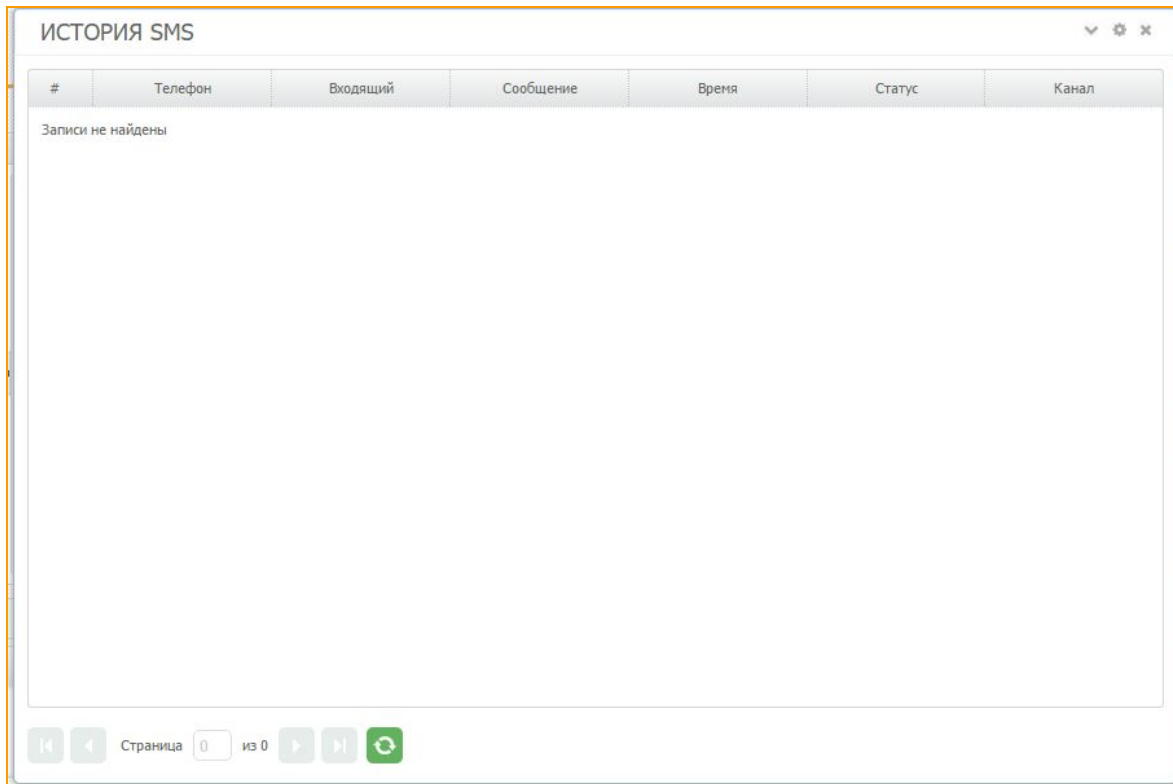 ИСТОРИЯ SMS
# Телефон Входящий Сообщение Время Статус Канал
Записи не найдены
Страница 0 из 0